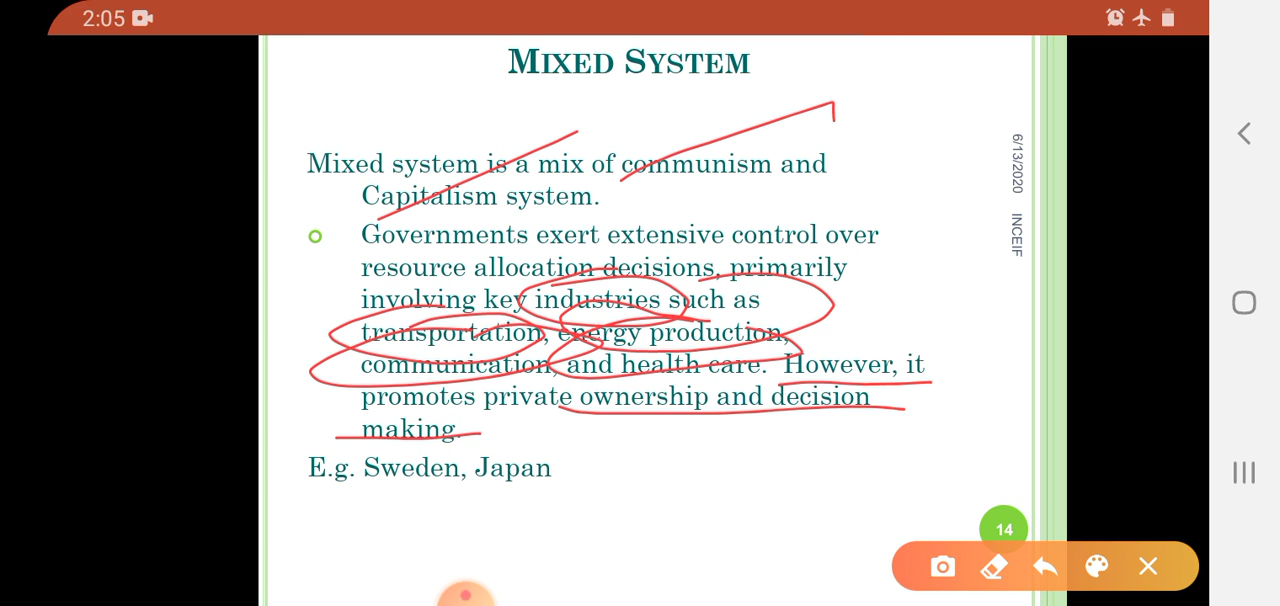 2:05
MIXED SYSTEM
Mixed system is a mix of communism and
Capitalism system.
Governments exert extensive control over
resource allocation decisions, primarily
involving key industries such as
transportation, energy production,
communication, and health care. However, it
promotes private ownership and decision
making.
E.g. Sweden, Japan
6/13/2020 INCEIF
14